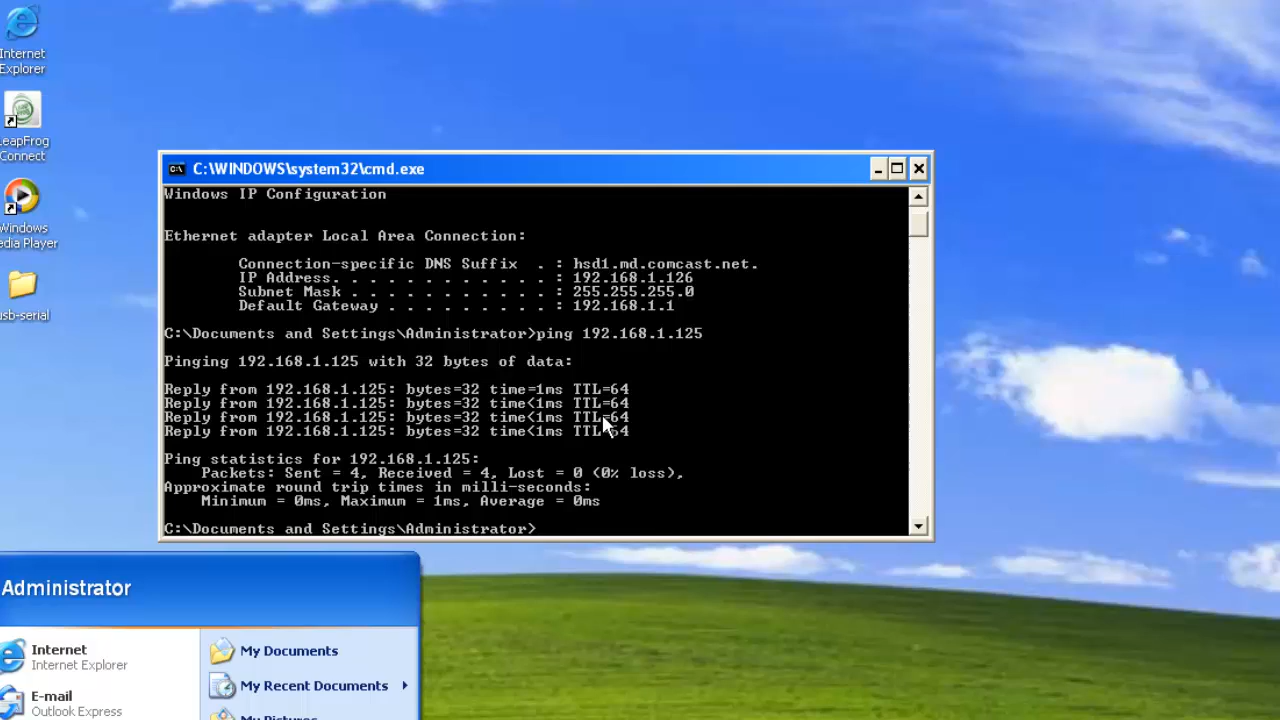 Internet
Explorer
LeapFrog
Connect
Windows
edia Player
sb-serial
C:\WINDOWS\system32\cmd.exe
Windows IP Configuration
Ethernet adapter Local Area Connection:
Connection-specific DNS Suffix . : hsd1.md.comcast.net.
IP Address. . . . . . . . . . . . : 192.168.1.126
Subnet Mask . . . . . . . . . . . : 255.255.255.0
Default Gateway . . . . . . . . . : 192.168.1.1
C:\Documents and Settings\Administrator>ping 192.168.1.125
Pinging 192.168.1.125 with 32 bytes of data:
Reply from 192.168.1.125: bytes=32 time=1ms TTL=64
Reply from 192.168.1.125: bytes=32 time<1ms TTL=64
Reply from 192.168.1.125: bytes=32 time<1ms TTL=64
Reply from 192.168.1.125: bytes=32 time<1ms TTL=64
Ping statistics for 192.168.1.125:
Packets: Sent = 4, Received = 4, Lost = 0 (0% loss),
Approximate round trip times in milli-seconds:
Minimum = 0ms, Maximum = 1ms, Average = 0ms
C:\Documents and Settings\Administrator>
Administrator
Internet
Internet Explorer
E-mail
Outlook Express
My Documents
My Recent Documents
My Pictures